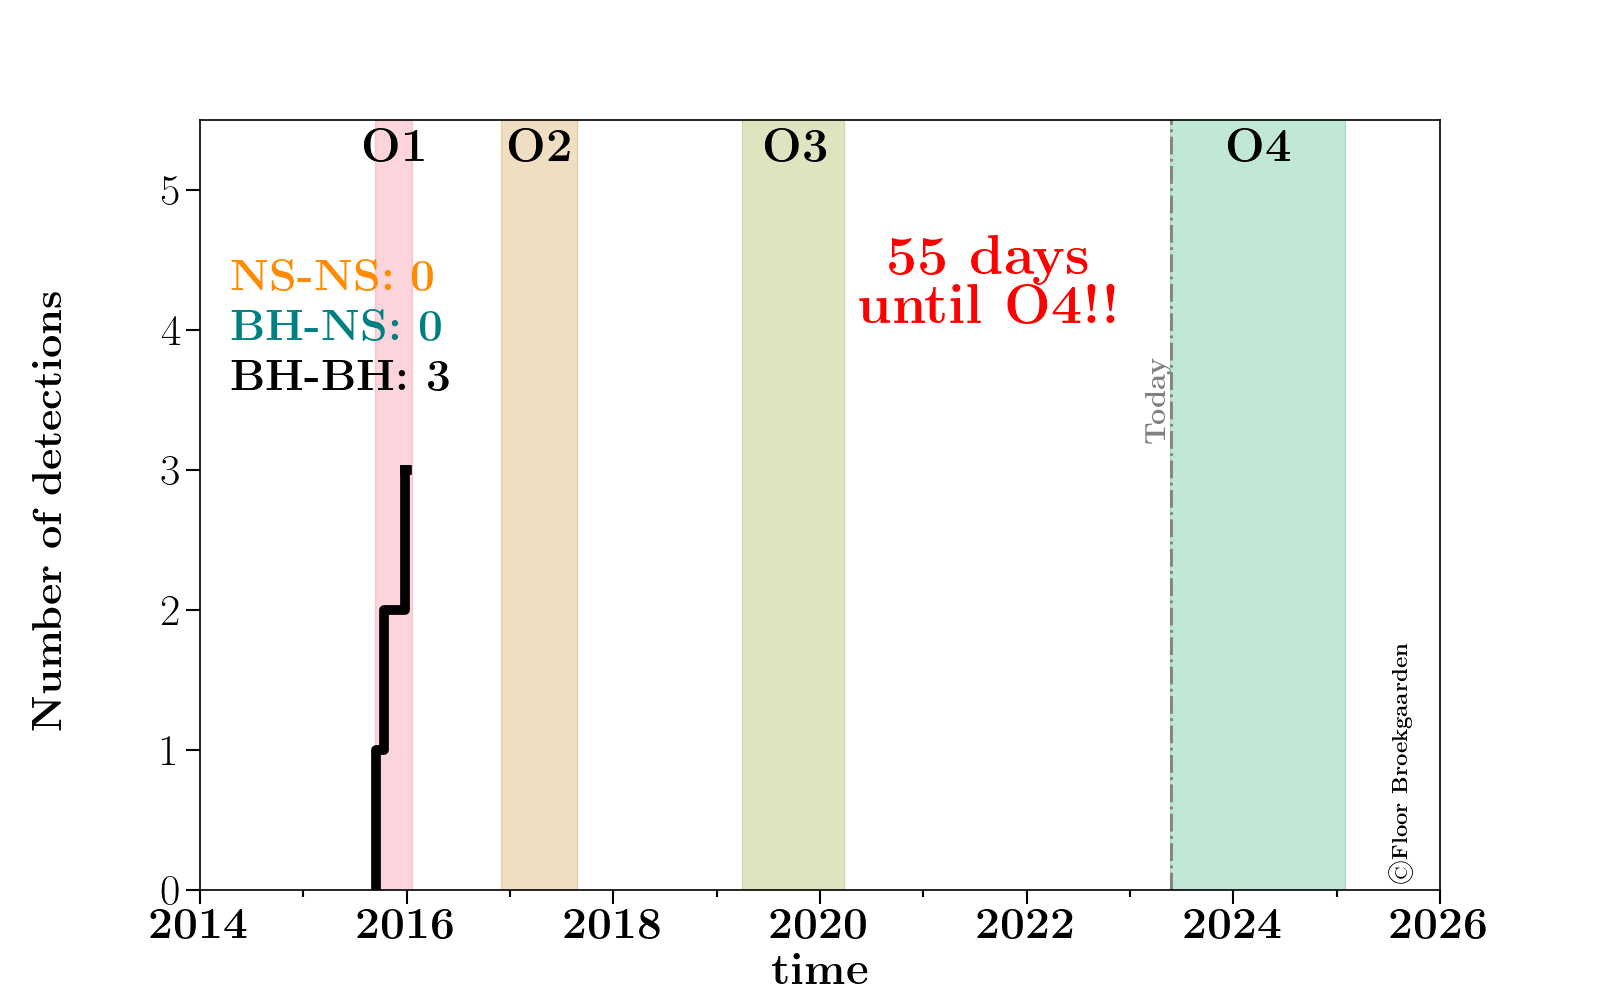 O1
O2
O3
O4
5
4
3
2
1
0
NS-NS: 0
BH-NS: 0
BH-BH: 3
55 days
until O4!!
Today
©Floor Broekgaarden
Number of detections
2014
2016
2018
2020
2022
2024
2026
time